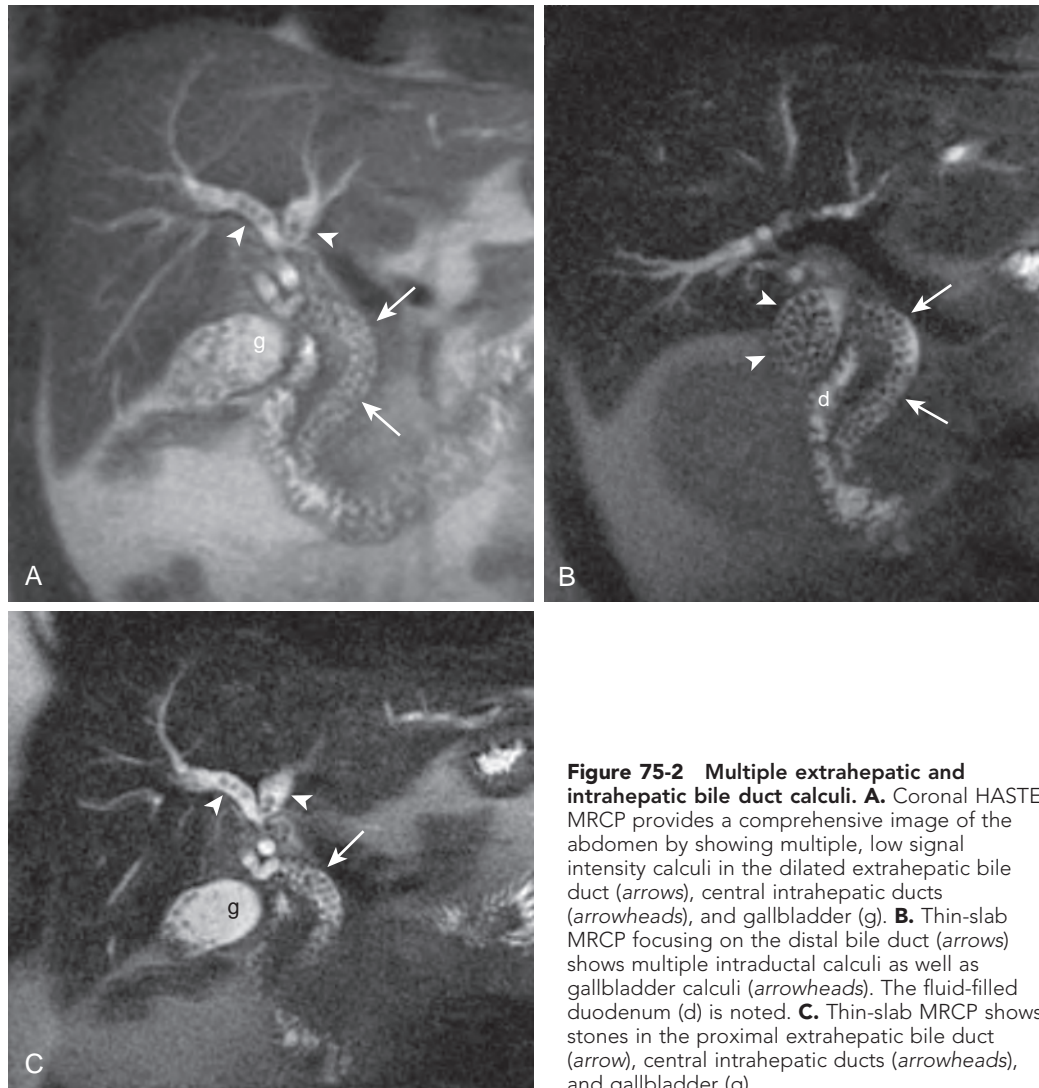 g
A
d
B
g
C
Figure 75-2 Multiple extrahepatic and
intrahepatic bile duct calculi. A. Coronal HASTE
MRCP provides a comprehensive image of the
abdomen by showing multiple, low signal
intensity calculi in the dilated extrahepatic bile
duct (arrows), central intrahepatic ducts
(arrowheads), and gallbladder (g). B. Thin-slab
MRCP focusing on the distal bile duct (arrows)
shows multiple intraductal calculi as well as
gallbladder calculi (arrowheads). The fluid-filled
duodenum (d) is noted. C. Thin-slab MRCP shows
stones in the proximal extrahepatic bile duct
(arrow), central intrahepatic ducts (arrowheads),
and gallbladder (g)